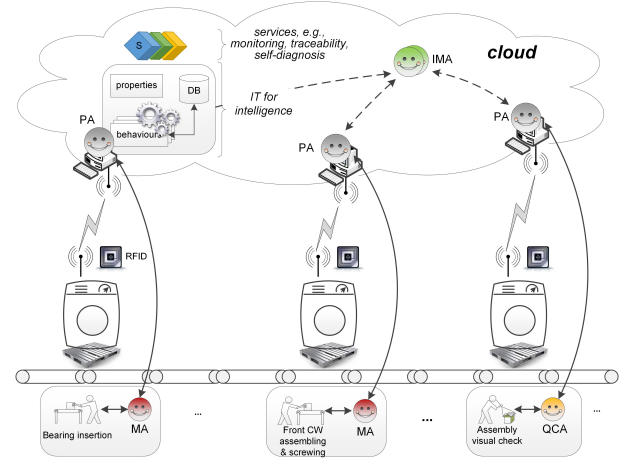 services, e.g.,
monitoring, traceability,
self-diagnosis
S
cloud
IMA
properties
DB
IT for
intelligence
behaviours
PA
PA
PA
RFID
Bearing insertion
MA
...
Front CW
assembling
& screwing
MA
...
Assembly
visual check
QCA
...